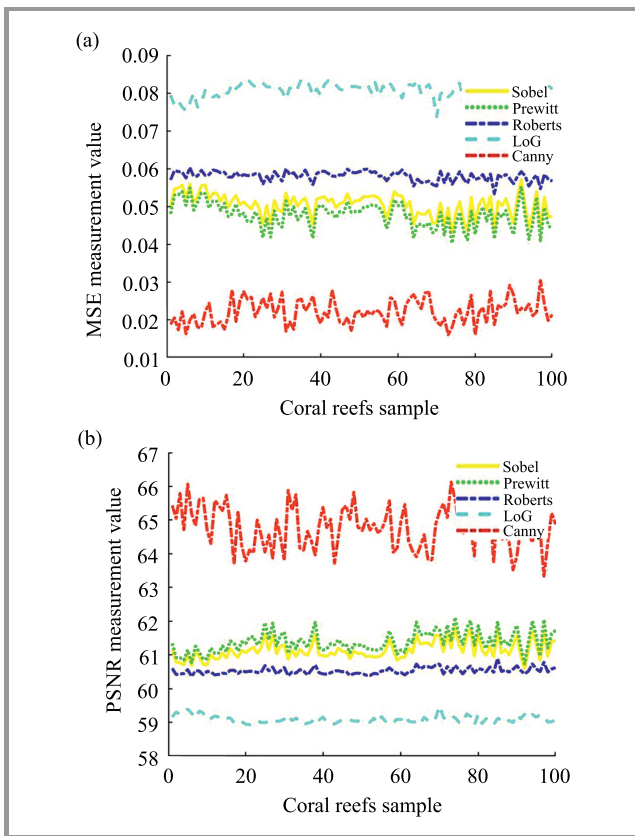 (a)
0.09
0.08
0.07
0.06
0.05
0.04
0.03
0.02
0.01
MSE measurement value
Sobel
Prewitt
Roberts
LoG
Canny
0 20 40 60 80 100
Coral reefs sample
(b)
67
66
65
64
63
62
61
60
59
58
PSNR measurement value
Sobel
Prewitt
Roberts
LoG
Canny
0 20 40 60 80 100
Coral reefs sample